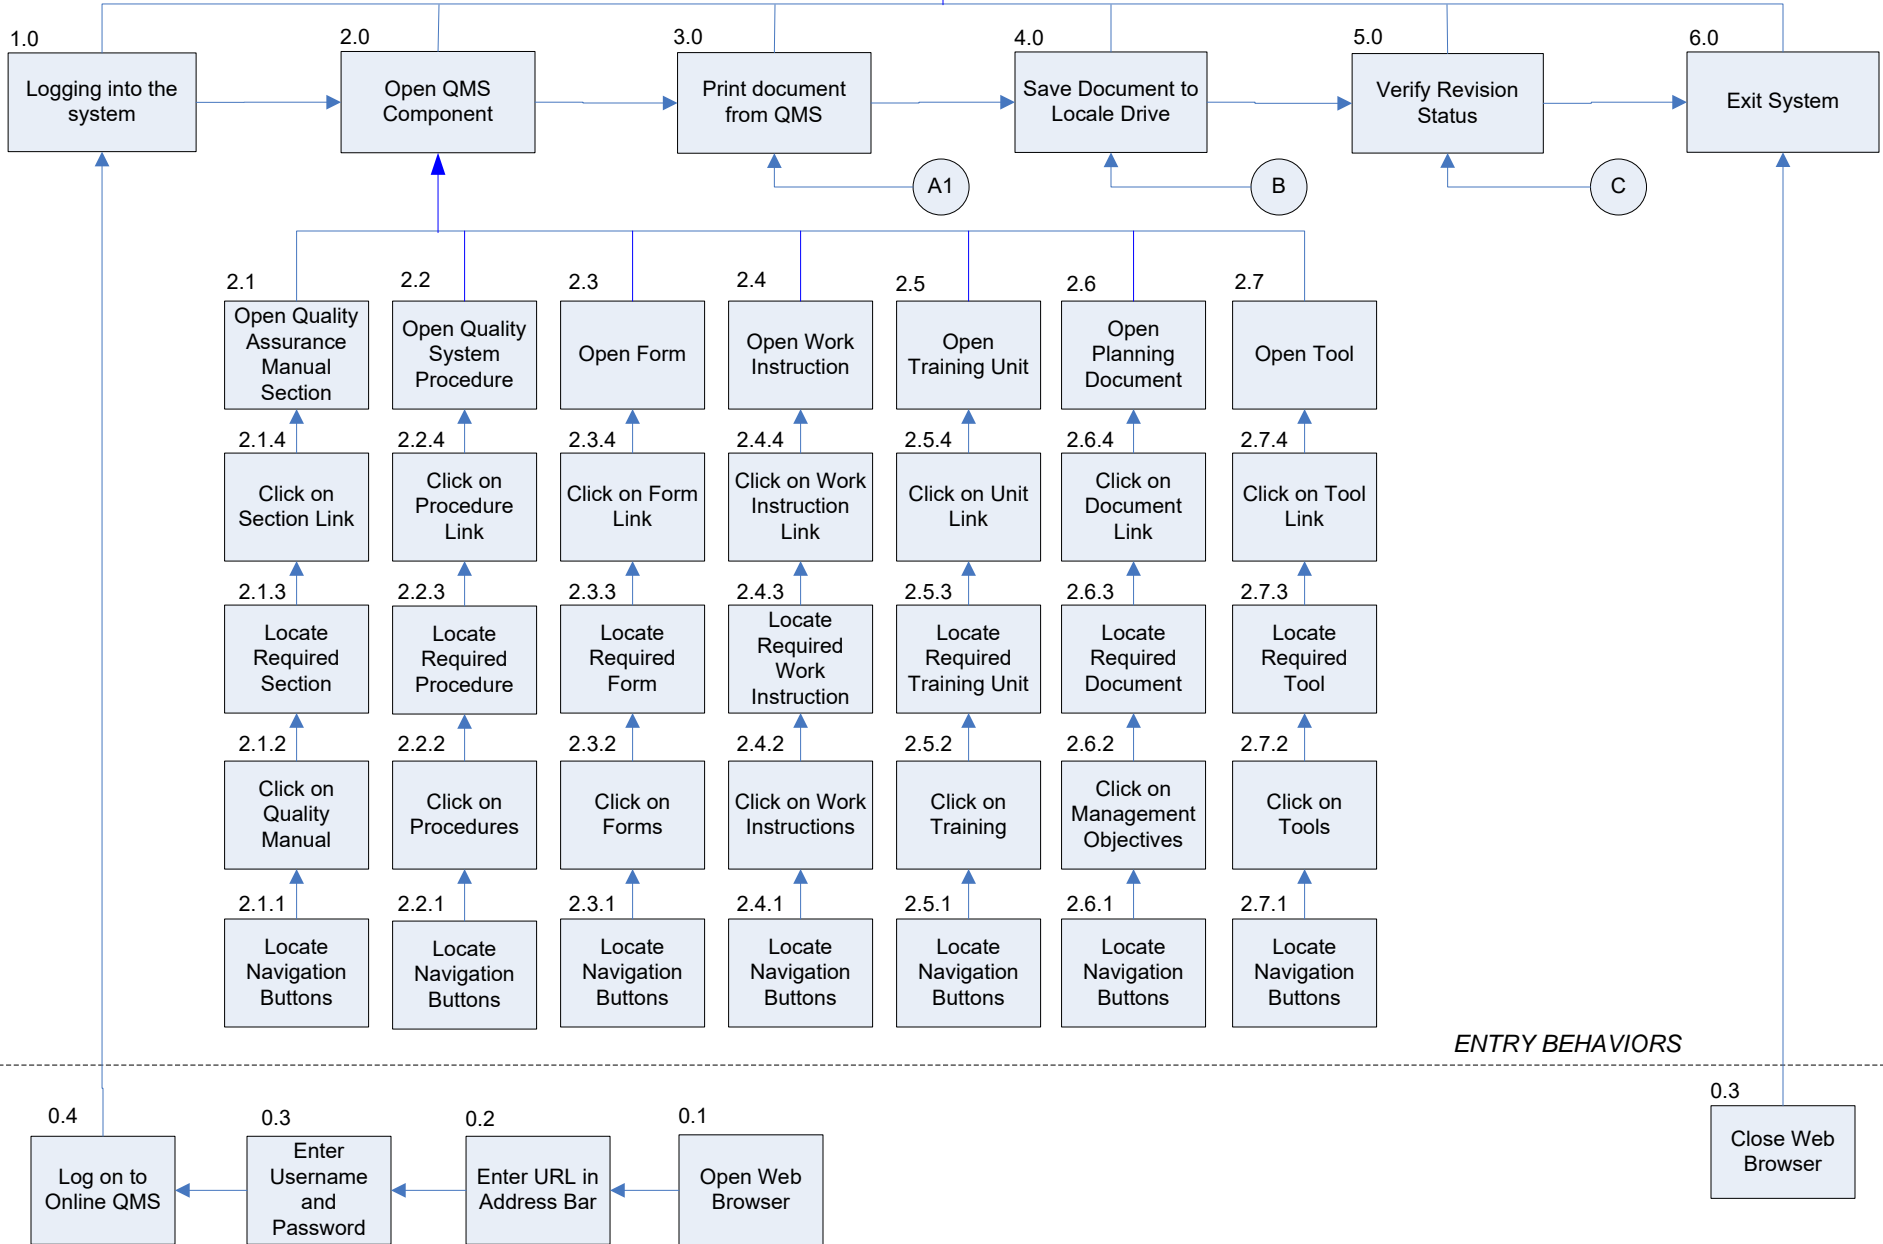 1.0
2.0
3.0
4.0
5.0
6.0
Logging into the
system
Open QMS
Component
Print document
from QMS
Save Document to
Locale Drive
Verify Revision
Status
Exit System
A1
B
C
2.1
2.2
2.3
2.4
2.5
2.6
2.7
Open Quality
Assurance
Manual
Section
Open Quality
System
Procedure
Open Form
Open Work
Instruction
Open
Training Unit
Open
Planning
Document
Open Tool
2.1.4
2.2.4
2.3.4
2.4.4
2.5.4
2.6.4
2.7.4
Click on
Section Link
Click on
Procedure
Link
Click on Form
Link
Click on Work
Instruction
Link
Click on Unit
Link
Click on
Document
Link
Click on Tool
Link
2.1.3
2.2.3
2.3.3
2.4.3
2.5.3
2.6.3
2.7.3
Locate
Required
Section
Locate
Required
Procedure
Locate
Required
Form
Locate
Required
Work
Instruction
Locate
Required
Training Unit
Locate
Required
Document
Locate
Required
Tool
2.1.2
2.2.2
2.3.2
2.4.2
2.5.2
2.6.2
2.7.2
Click on
Quality
Manual
Click on
Procedures
Click on
Forms
Click on Work
Instructions
Click on
Training
Click on
Management
Objectives
Click on
Tools
2.1.1
2.2.1
2.3.1
2.4.1
2.5.1
2.6.1
2.7.1
Locate
Navigation
Buttons
Locate
Navigation
Buttons
Locate
Navigation
Buttons
Locate
Navigation
Buttons
Locate
Navigation
Buttons
Locate
Navigation
Buttons
Locate
Navigation
Buttons
ENTRY BEHAVIORS
0.4
0.3
0.2
0.1
0.3
Log on to
Online QMS
Enter
Username
and
Password
Enter URL in
Address Bar
Open Web
Browser
Close Web
Browser